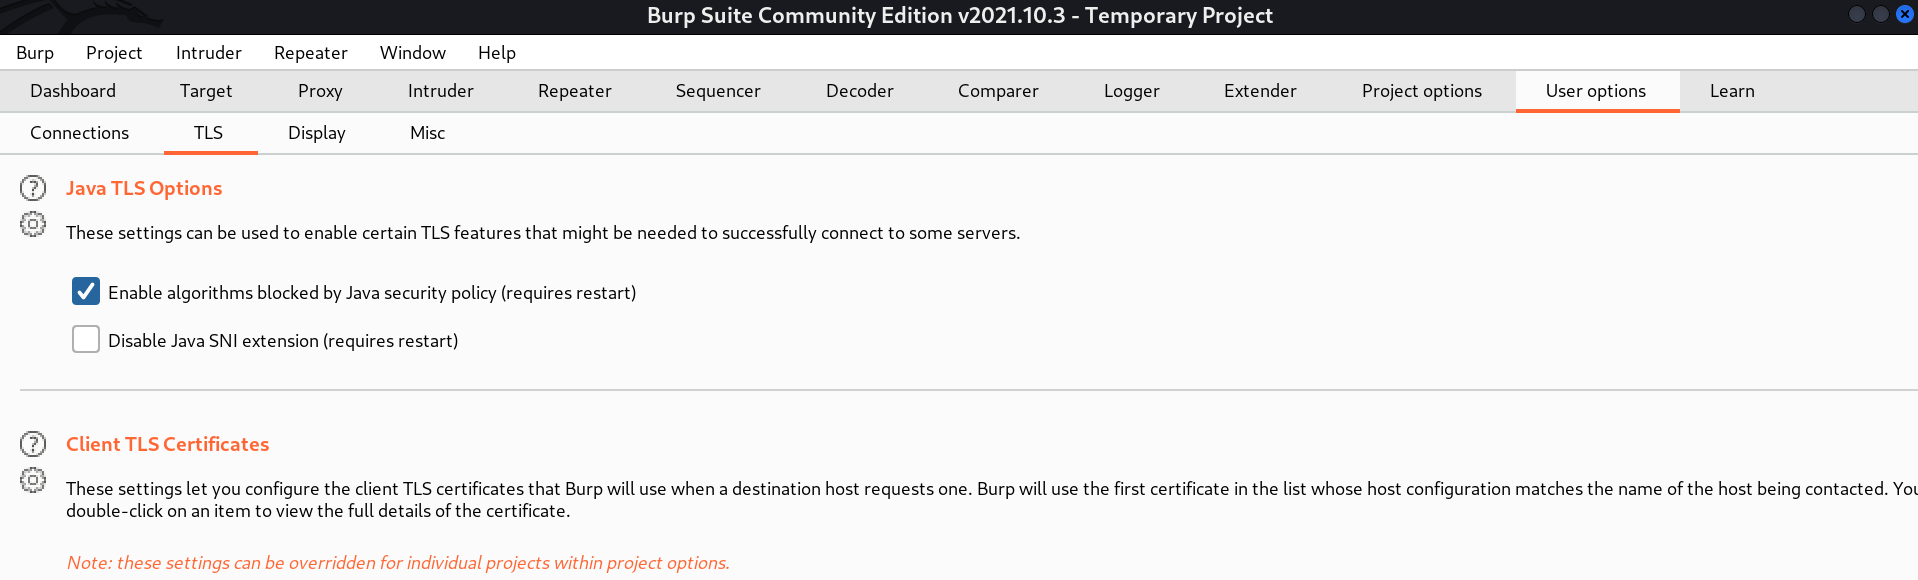 Burp Suite Community Edition v2021.10.3 - Temporary Project
Burp Project Intruder Repeater Window Help
Dashboard Target Proxy Intruder Repeater Sequencer Decoder Comparer Logger Extender Project options User options Learn
Connections TLS Display Misc
? Java TLS Options
These settings can be used to enable certain TLS features that might be needed to successfully connect to some servers.
Enable algorithms blocked by Java security policy (requires restart)
Disable Java SNI extension (requires restart)
? Client TLS Certificates
These settings let you configure the client TLS certificates that Burp will use when a destination host requests one. Burp will use the first certificate in the list whose host configuration matches the name of the host being contacted. You
double-click on an item to view the full details of the certificate.
Note: these settings can be overridden for individual projects within project options.